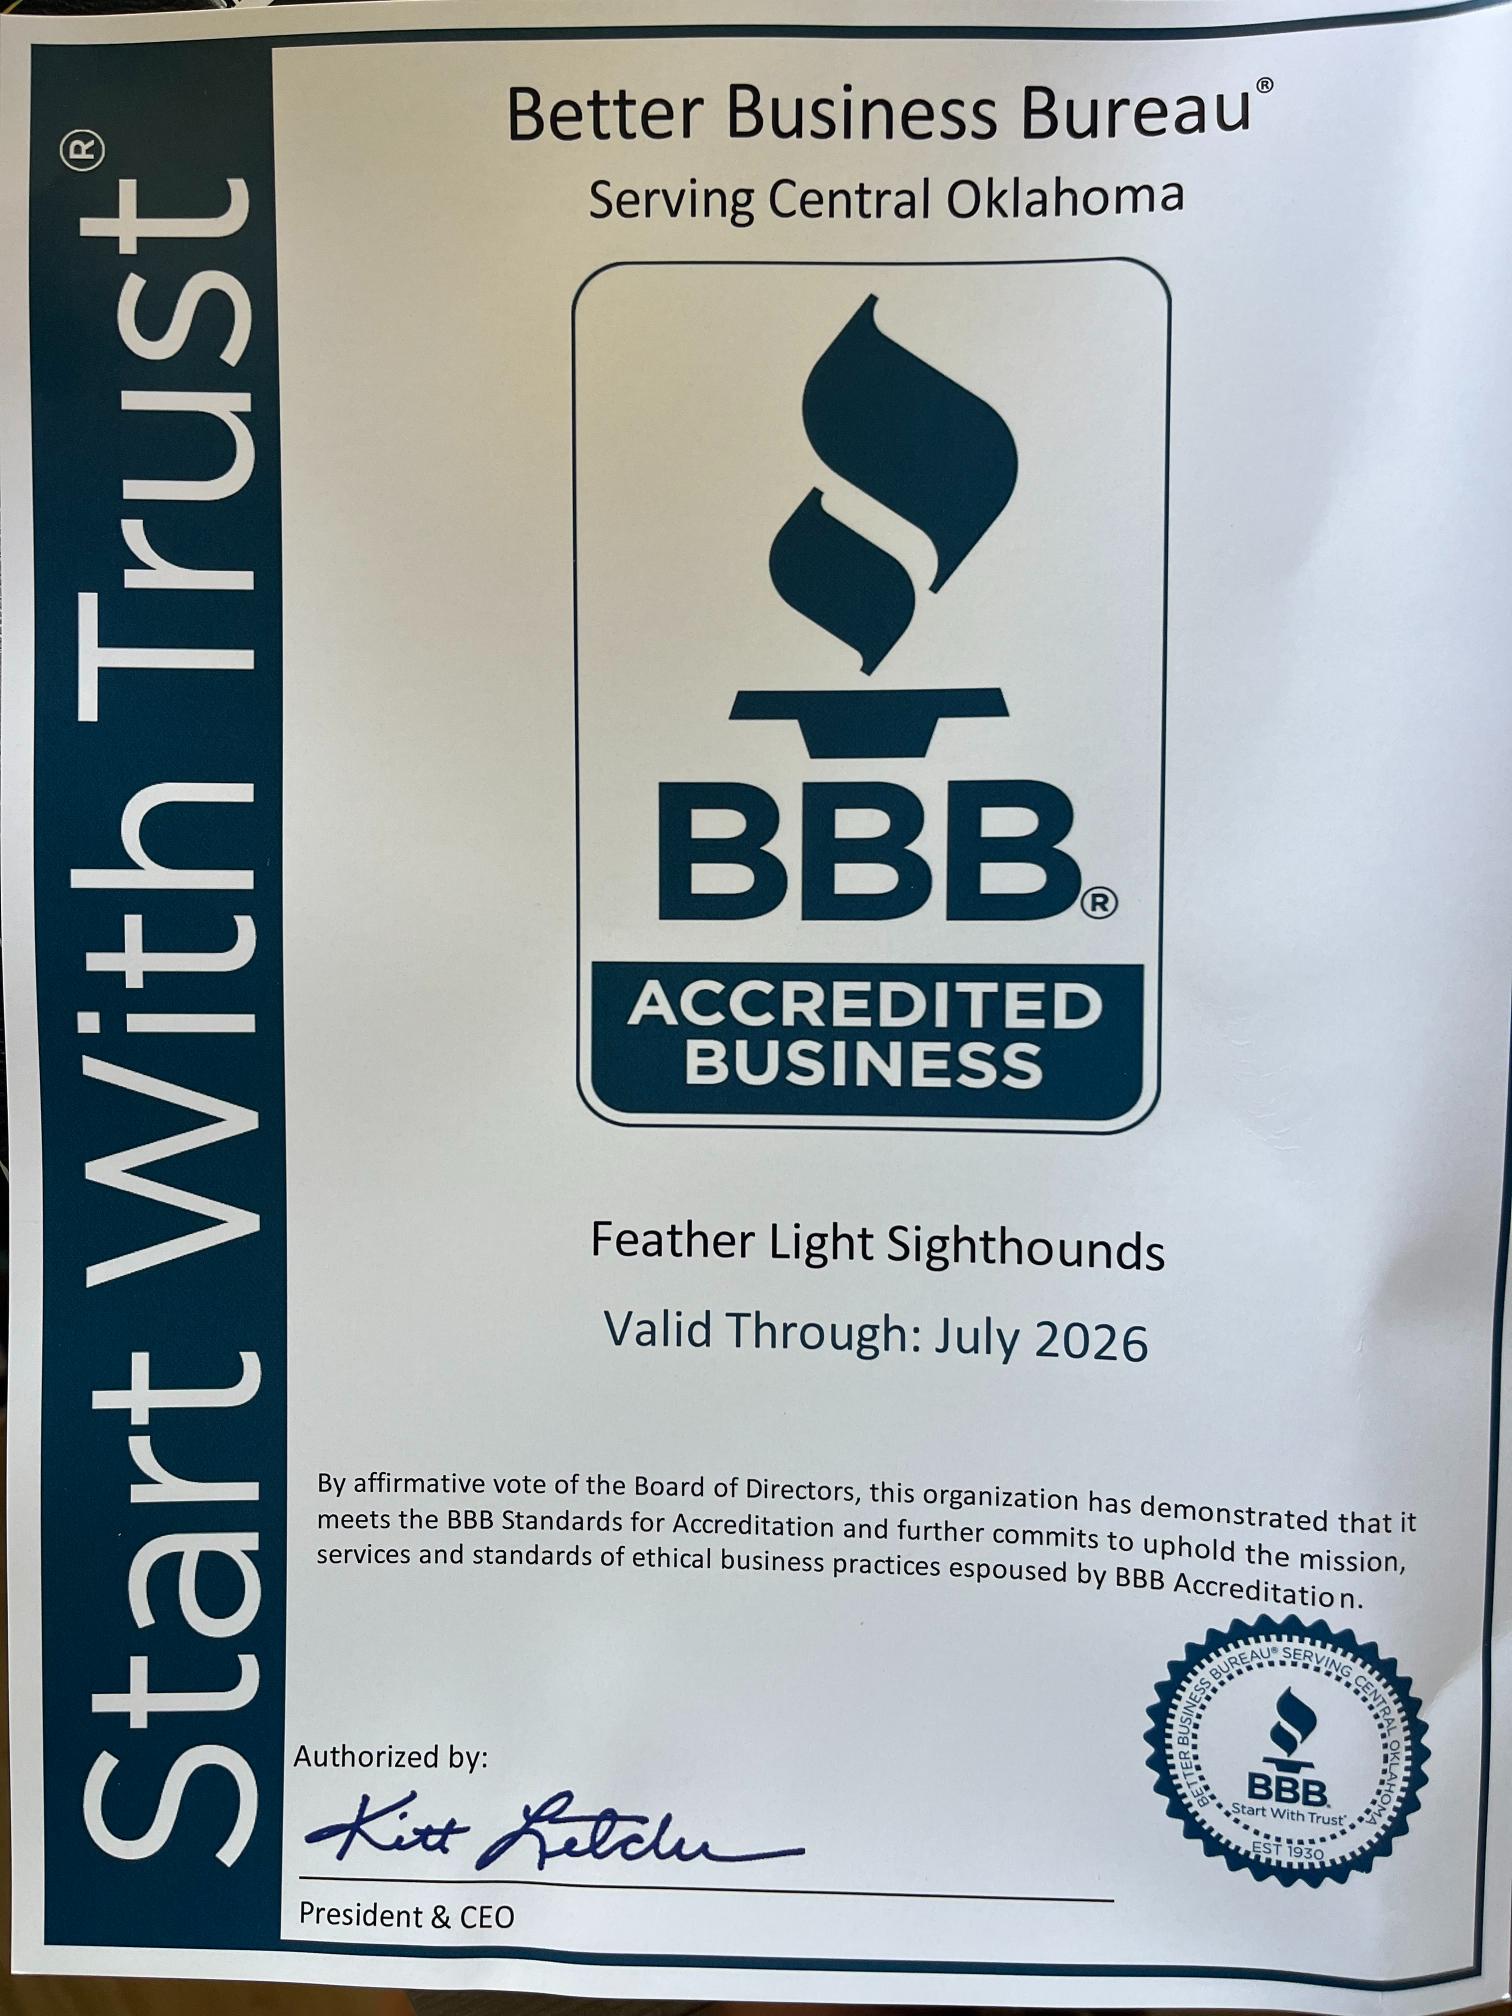 Start With Trust®
Better Business Bureau®
Serving Central Oklahoma
BBB®
ACCREDITED
BUSINESS
Feather Light Sighthounds
Valid Through: July 2026
By affirmative vote of the Board of Directors, this organization has demonstrated that it
meets the BBB Standards for Accreditation and further commits to uphold the mission,
services and standards of ethical business practices espoused by BBB Accreditation.
Authorized by:
Kitt Letcher
President & CEO
BETTER BUSINESS BUREAU® SERVING CENTRAL OKLAHOMA
BBB
Start With Trust®
EST 1930